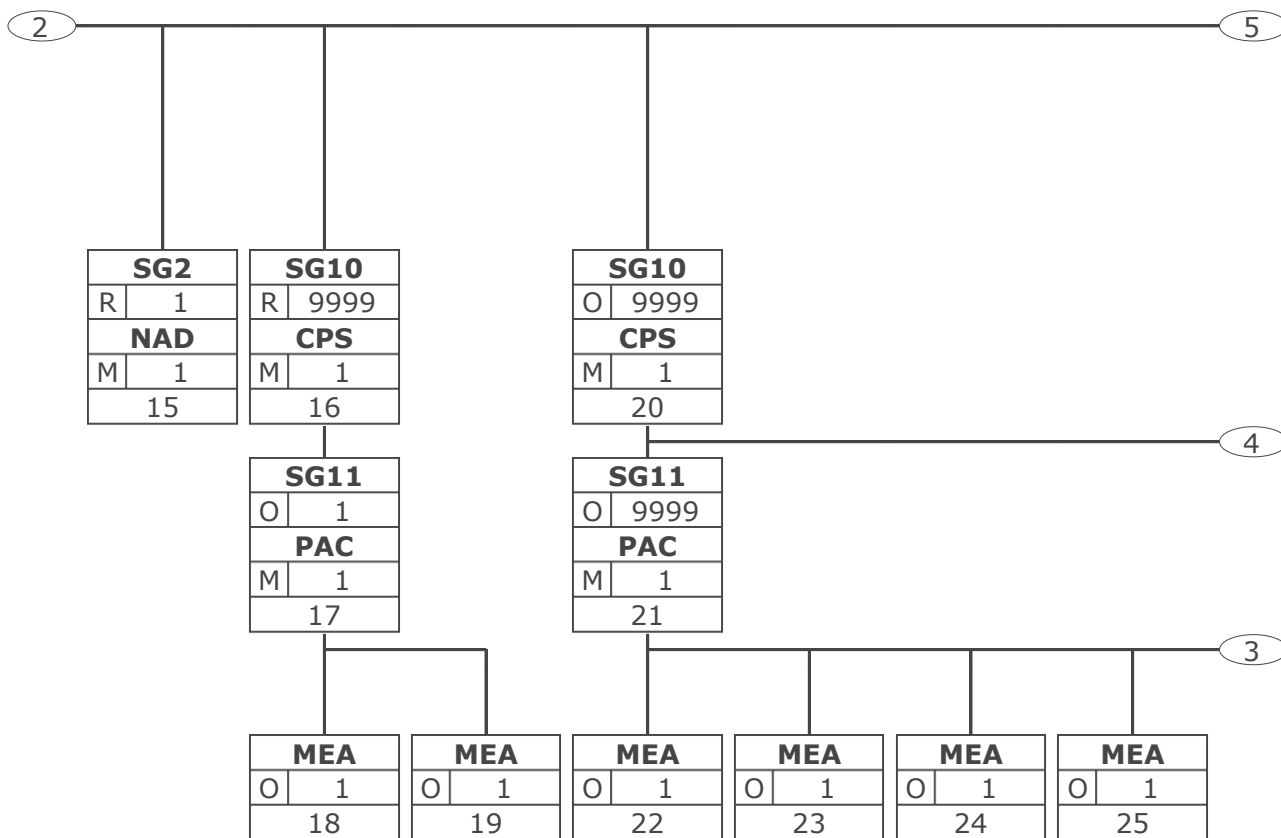 2
5
SG2
R 1
NAD
M 1
15
SG10
R 9999
CPS
M 1
16
SG10
O 9999
CPS
M 1
20
4
SG11
O 1
PAC
M 1
17
SG11
O 9999
PAC
M 1
21
3
MEA
O 1
18
MEA
O 1
19
MEA
O 1
22
MEA
O 1
23
MEA
O 1
24
MEA
O 1
25